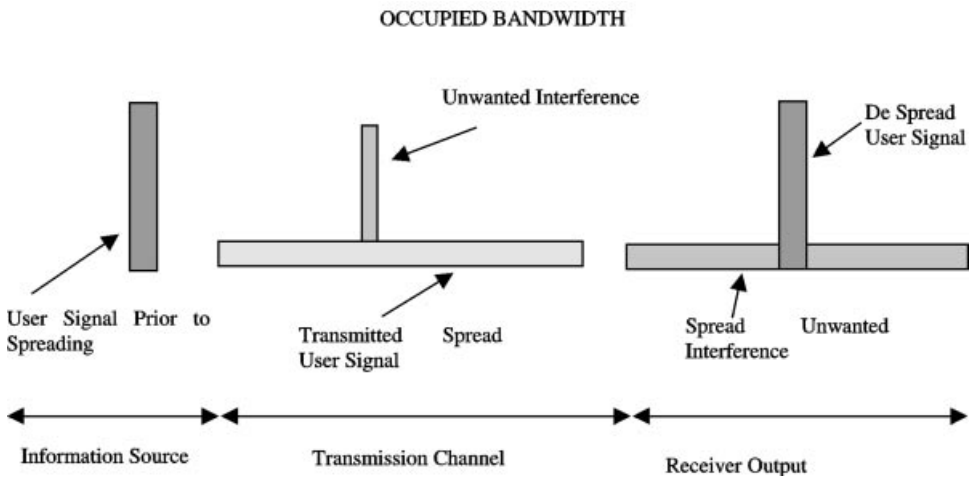 OCCUPIED BANDWIDTH
Unwanted Interference
De Spread
User Signal
User Signal Prior to
Spreading
Transmitted Spread
User Signal
Spread Unwanted
Interference
Information Source
Transmission Channel
Receiver Output